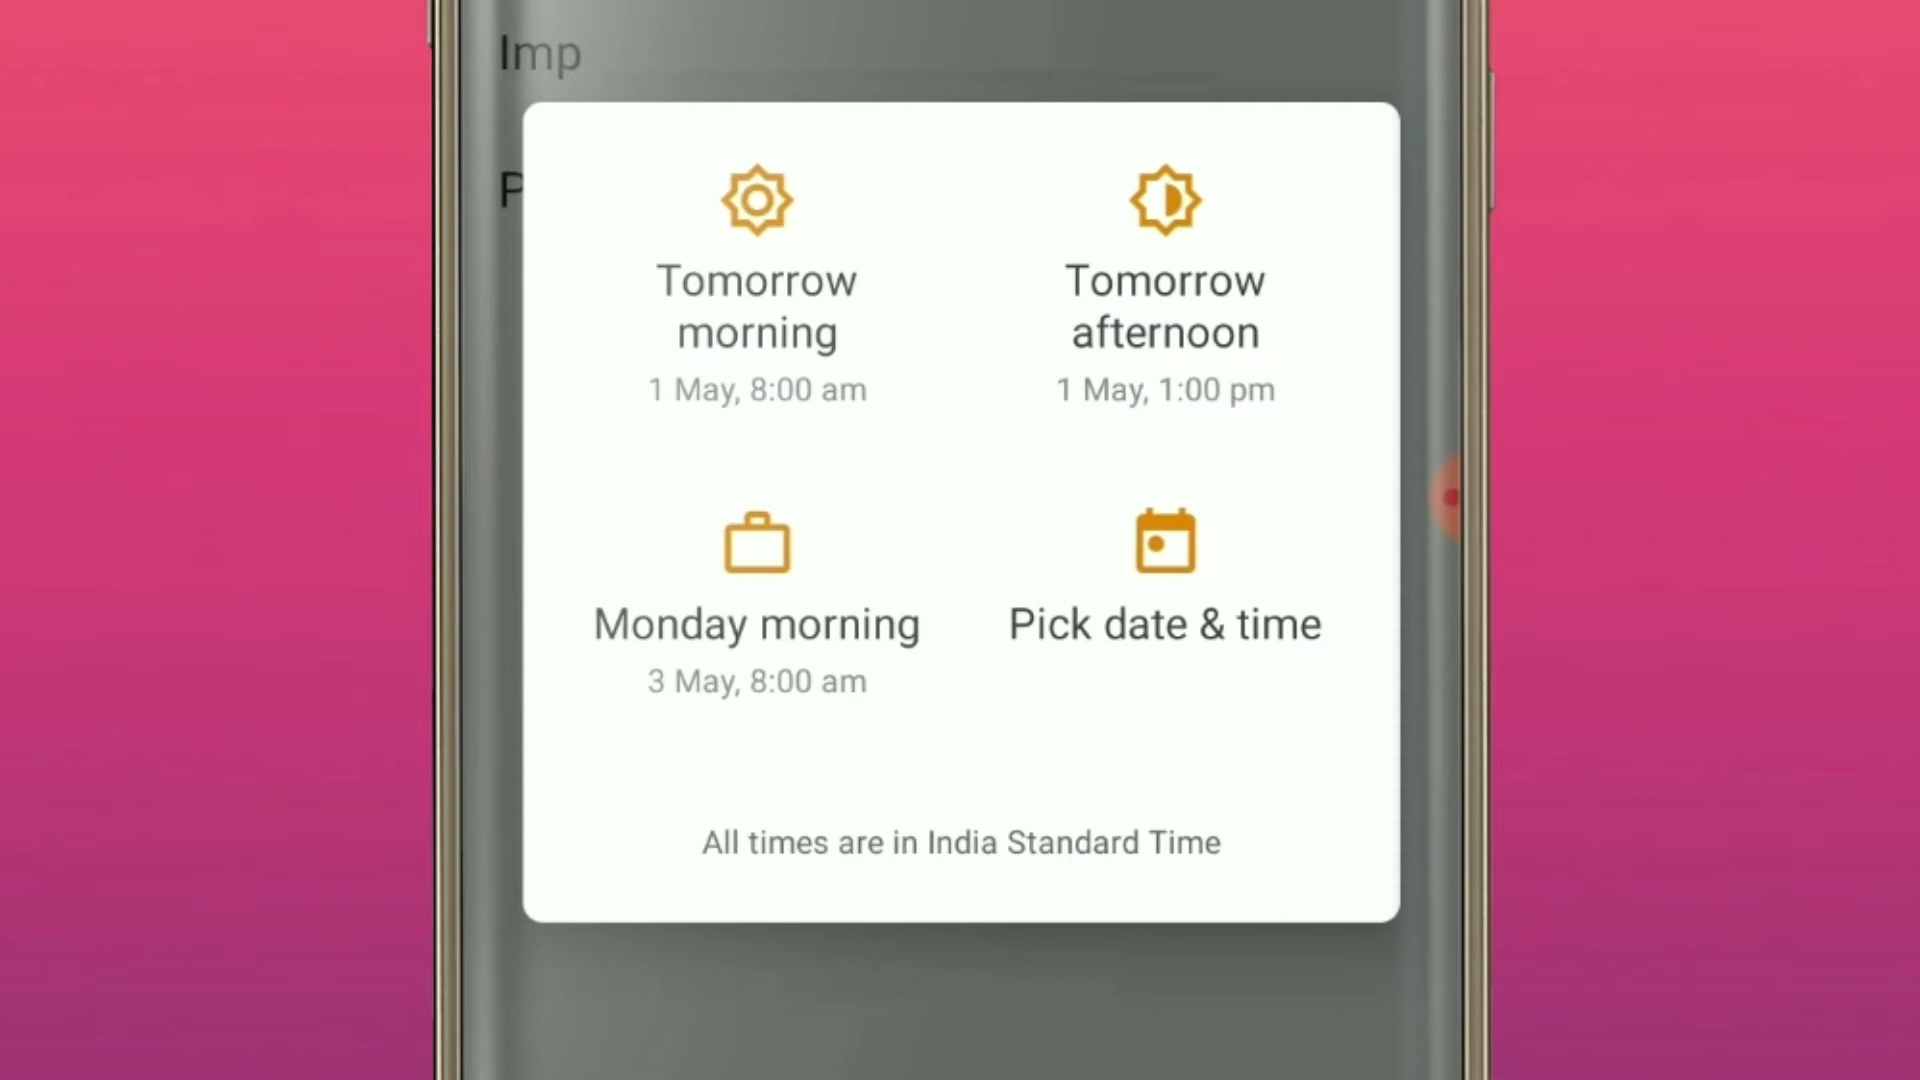 Imp
P
Tomorrow
morning
1 May, 8:00 am
Tomorrow
afternoon
1 May, 1:00 pm
Monday morning
3 May, 8:00 am
Pick date & time
All times are in India Standard Time